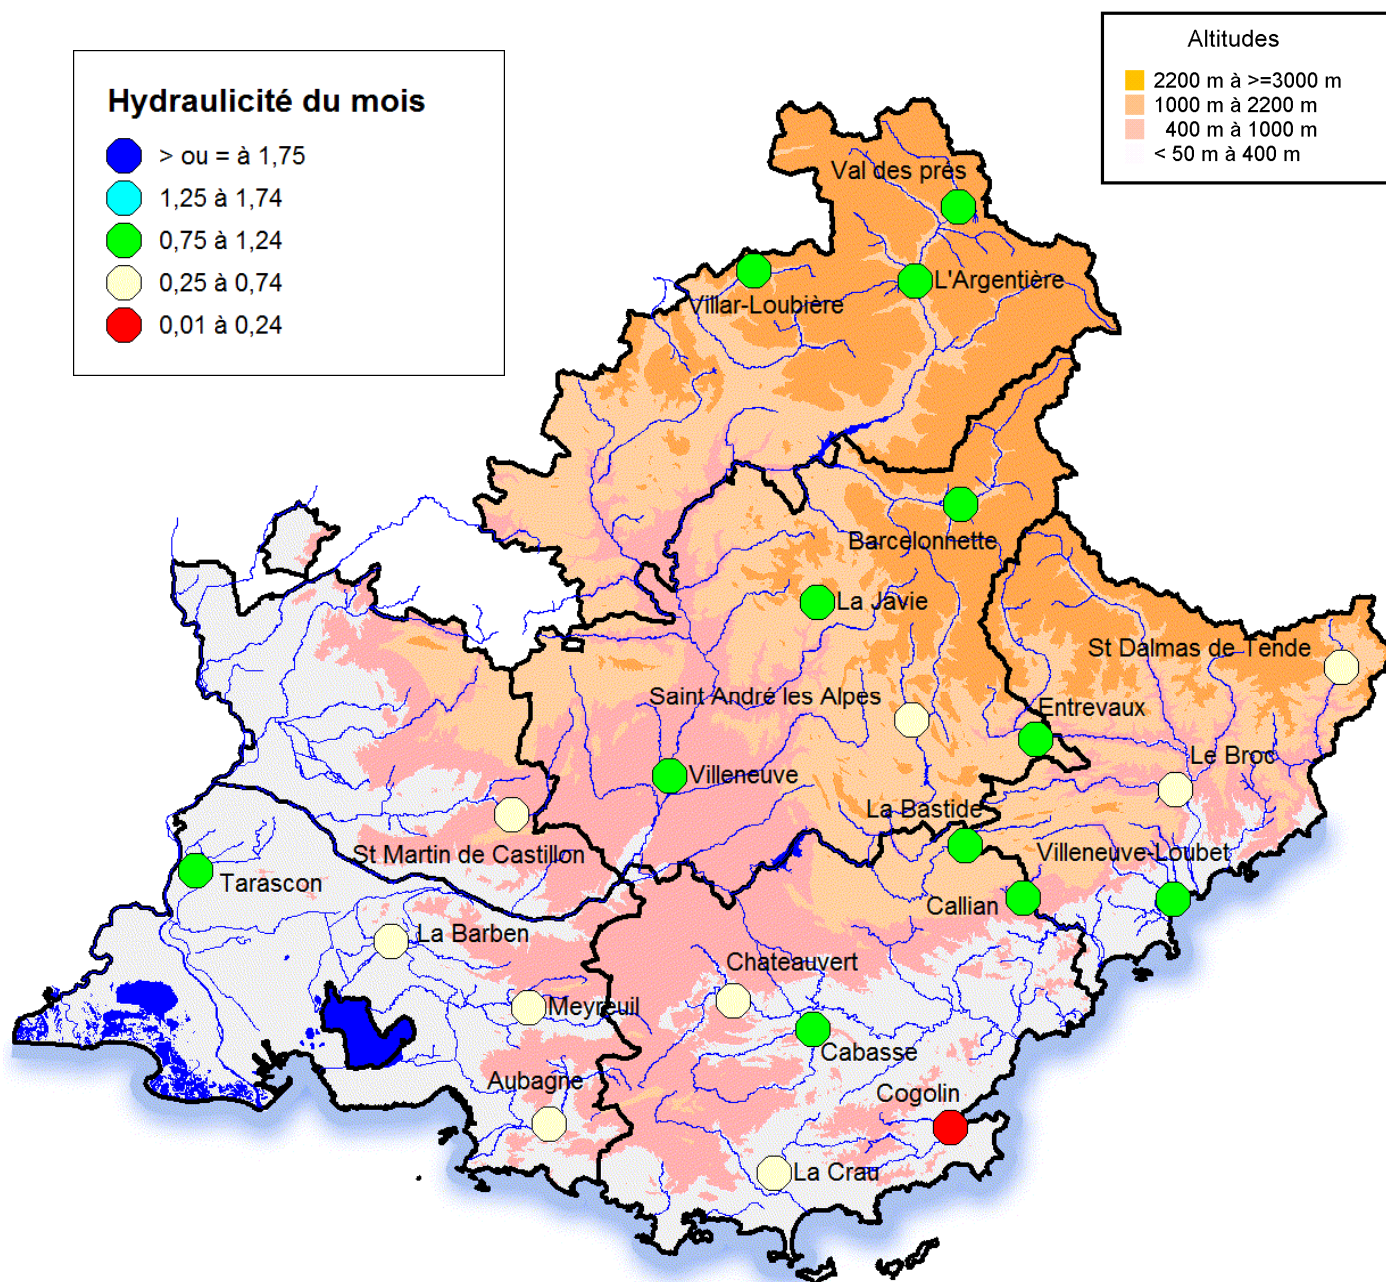 Altitudes
2200 m à >=3000 m
1000 m à 2200 m
400 m à 1000 m
< 50 m à 400 m
Hydraulicité du mois
> ou = à 1,75
1,25 à 1,74
0,75 à 1,24
0,25 à 0,74
0,01 à 0,24
Val des près
L'Argentière
Villar-Loubière
Barcelonnette
La Javie
St Dalmas de Tende
Saint André les Alpes
Entrevaux
Le Broc
Villeneuve
La Bastide
St Martin de Castillon
Villeneuve-Loubet
Tarascon
Callian
La Barben
Chateauvert
Meyreuil
Cabasse
Aubagne
Cogolin
La Crau